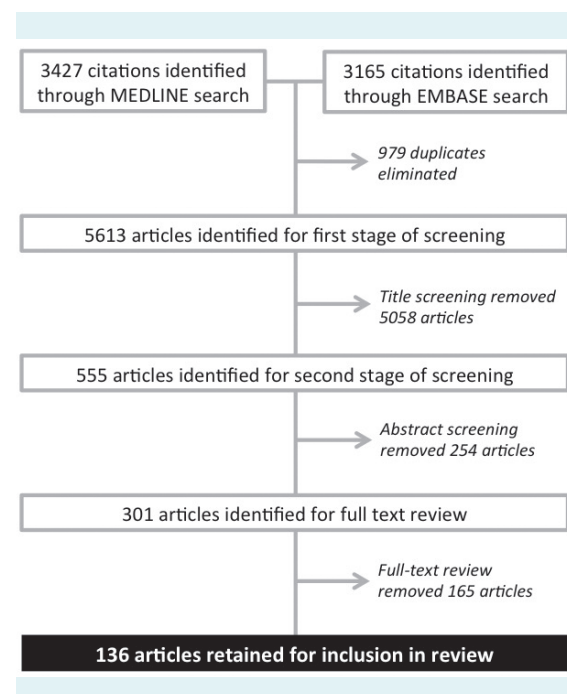 3427 citations identified
through MEDLINE search
3165 citations identified
through EMBASE search
979 duplicates
eliminated
5613 articles identified for first stage of screening
Title screening removed
5058 articles
555 articles identified for second stage of screening
Abstract screening
removed 254 articles
301 articles identified for full text review
Full-text review
removed 165 articles
136 articles retained for inclusion in review